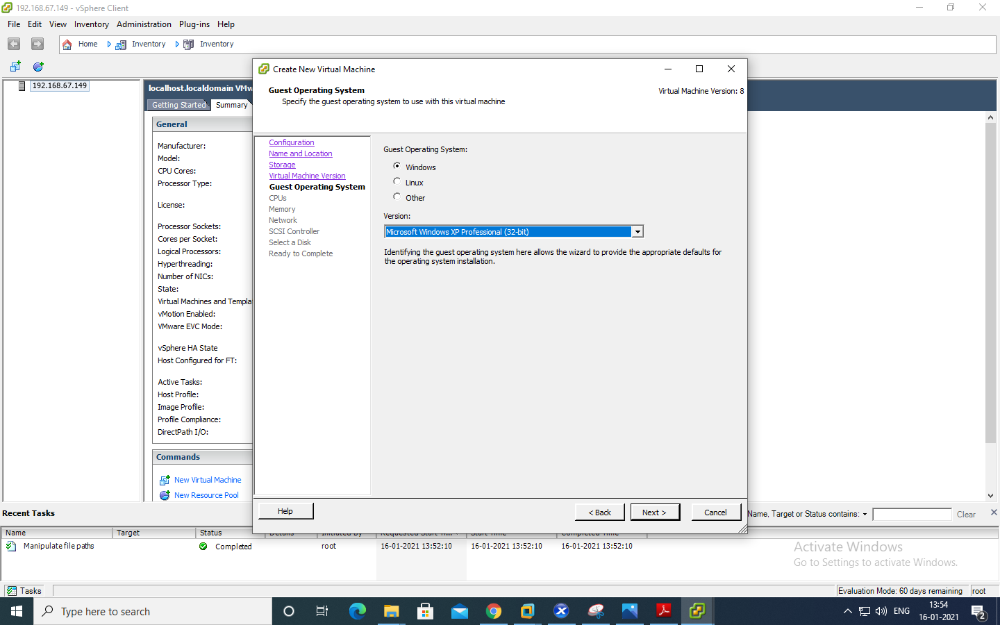 192.168.67.149 - vSphere Client
File Edit View Inventory Administration Plug-ins Help
Home Inventory Inventory
192.168.67.149
localhost.localdomain VMw
Getting Started Summary
General
Manufacturer:
Model:
CPU Cores:
Processor Type:
License:
Processor Sockets:
Cores per Socket:
Logical Processors:
Hyperthreading:
Number of NICs:
State:
Virtual Machines and Templa
vMotion Enabled:
VMware EVC Mode:
vSphere HA State
Host Configured for FT:
Active Tasks:
Host Profile:
Image Profile:
Profile Compliance:
DirectPath I/O:
Commands
New Virtual Machine
New Resource Pool
Create New Virtual Machine
Guest Operating System
Specify the guest operating system to use with this virtual machine
Virtual Machine Version: 8
Configuration
Name and Location
Storage
Virtual Machine Version
Guest Operating System
CPUs
Memory
Network
SCSI Controller
Select a Disk
Ready to Complete
Guest Operating System:
Windows
Linux
Other
Version:
Microsoft Windows XP Professional (32-bit)
Identifying the guest operating system here allows the wizard to provide the appropriate defaults for
the operating system installation.
Help < Back Next > Cancel
Recent Tasks
Name, Target or Status contains: Clear
Name Target Status Details Initiated by Requested Start Ti... Start Time Completed Time
Manipulate file paths Completed root 16-01-2021 13:52:10 16-01-2021 13:52:10 16-01-2021 13:52:10
Activate Windows
Go to Settings to activate Windows.
Tasks Evaluation Mode: 60 days remaining root
Type here to search
ENG
13:54
16-01-2021
2